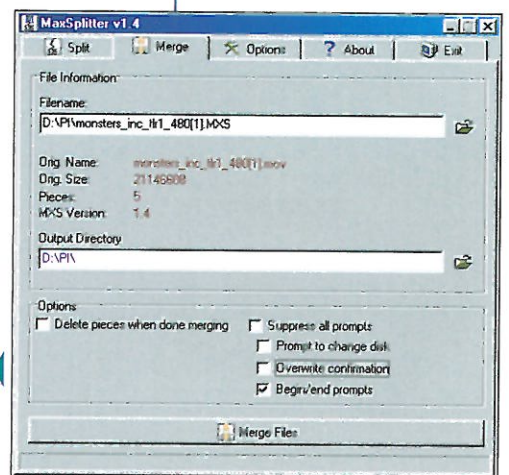 MaxSplitter v1.4
Split Merge Options ? About Exit
File Information
Filename:
D:\PI\monsters_inc_tlr1_480[1].MXS
Orig. Name: monsters_inc_tlr1_480[1].mov
Orig. Size: 21146608
Pieces: 5
MXS Version: 1.4
Output Directory
D:\PI\
Options
Delete pieces when done merging Suppress all prompts
Prompt to change disk
Overwrite confirmation
Begin/end prompts
Merge Files